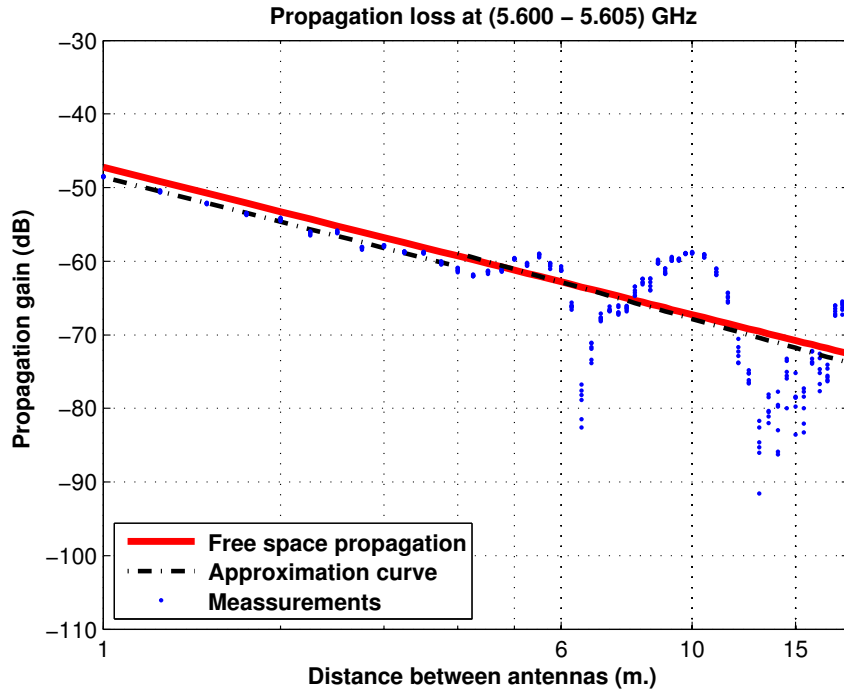 Propagation loss at (5.600 − 5.605) GHz
Propagation gain (dB)
−30
−40
−50
−60
−70
−80
−90
−100
−110
Free space propagation
Approximation curve
Meassurements
1
6
10
15
Distance between antennas (m.)